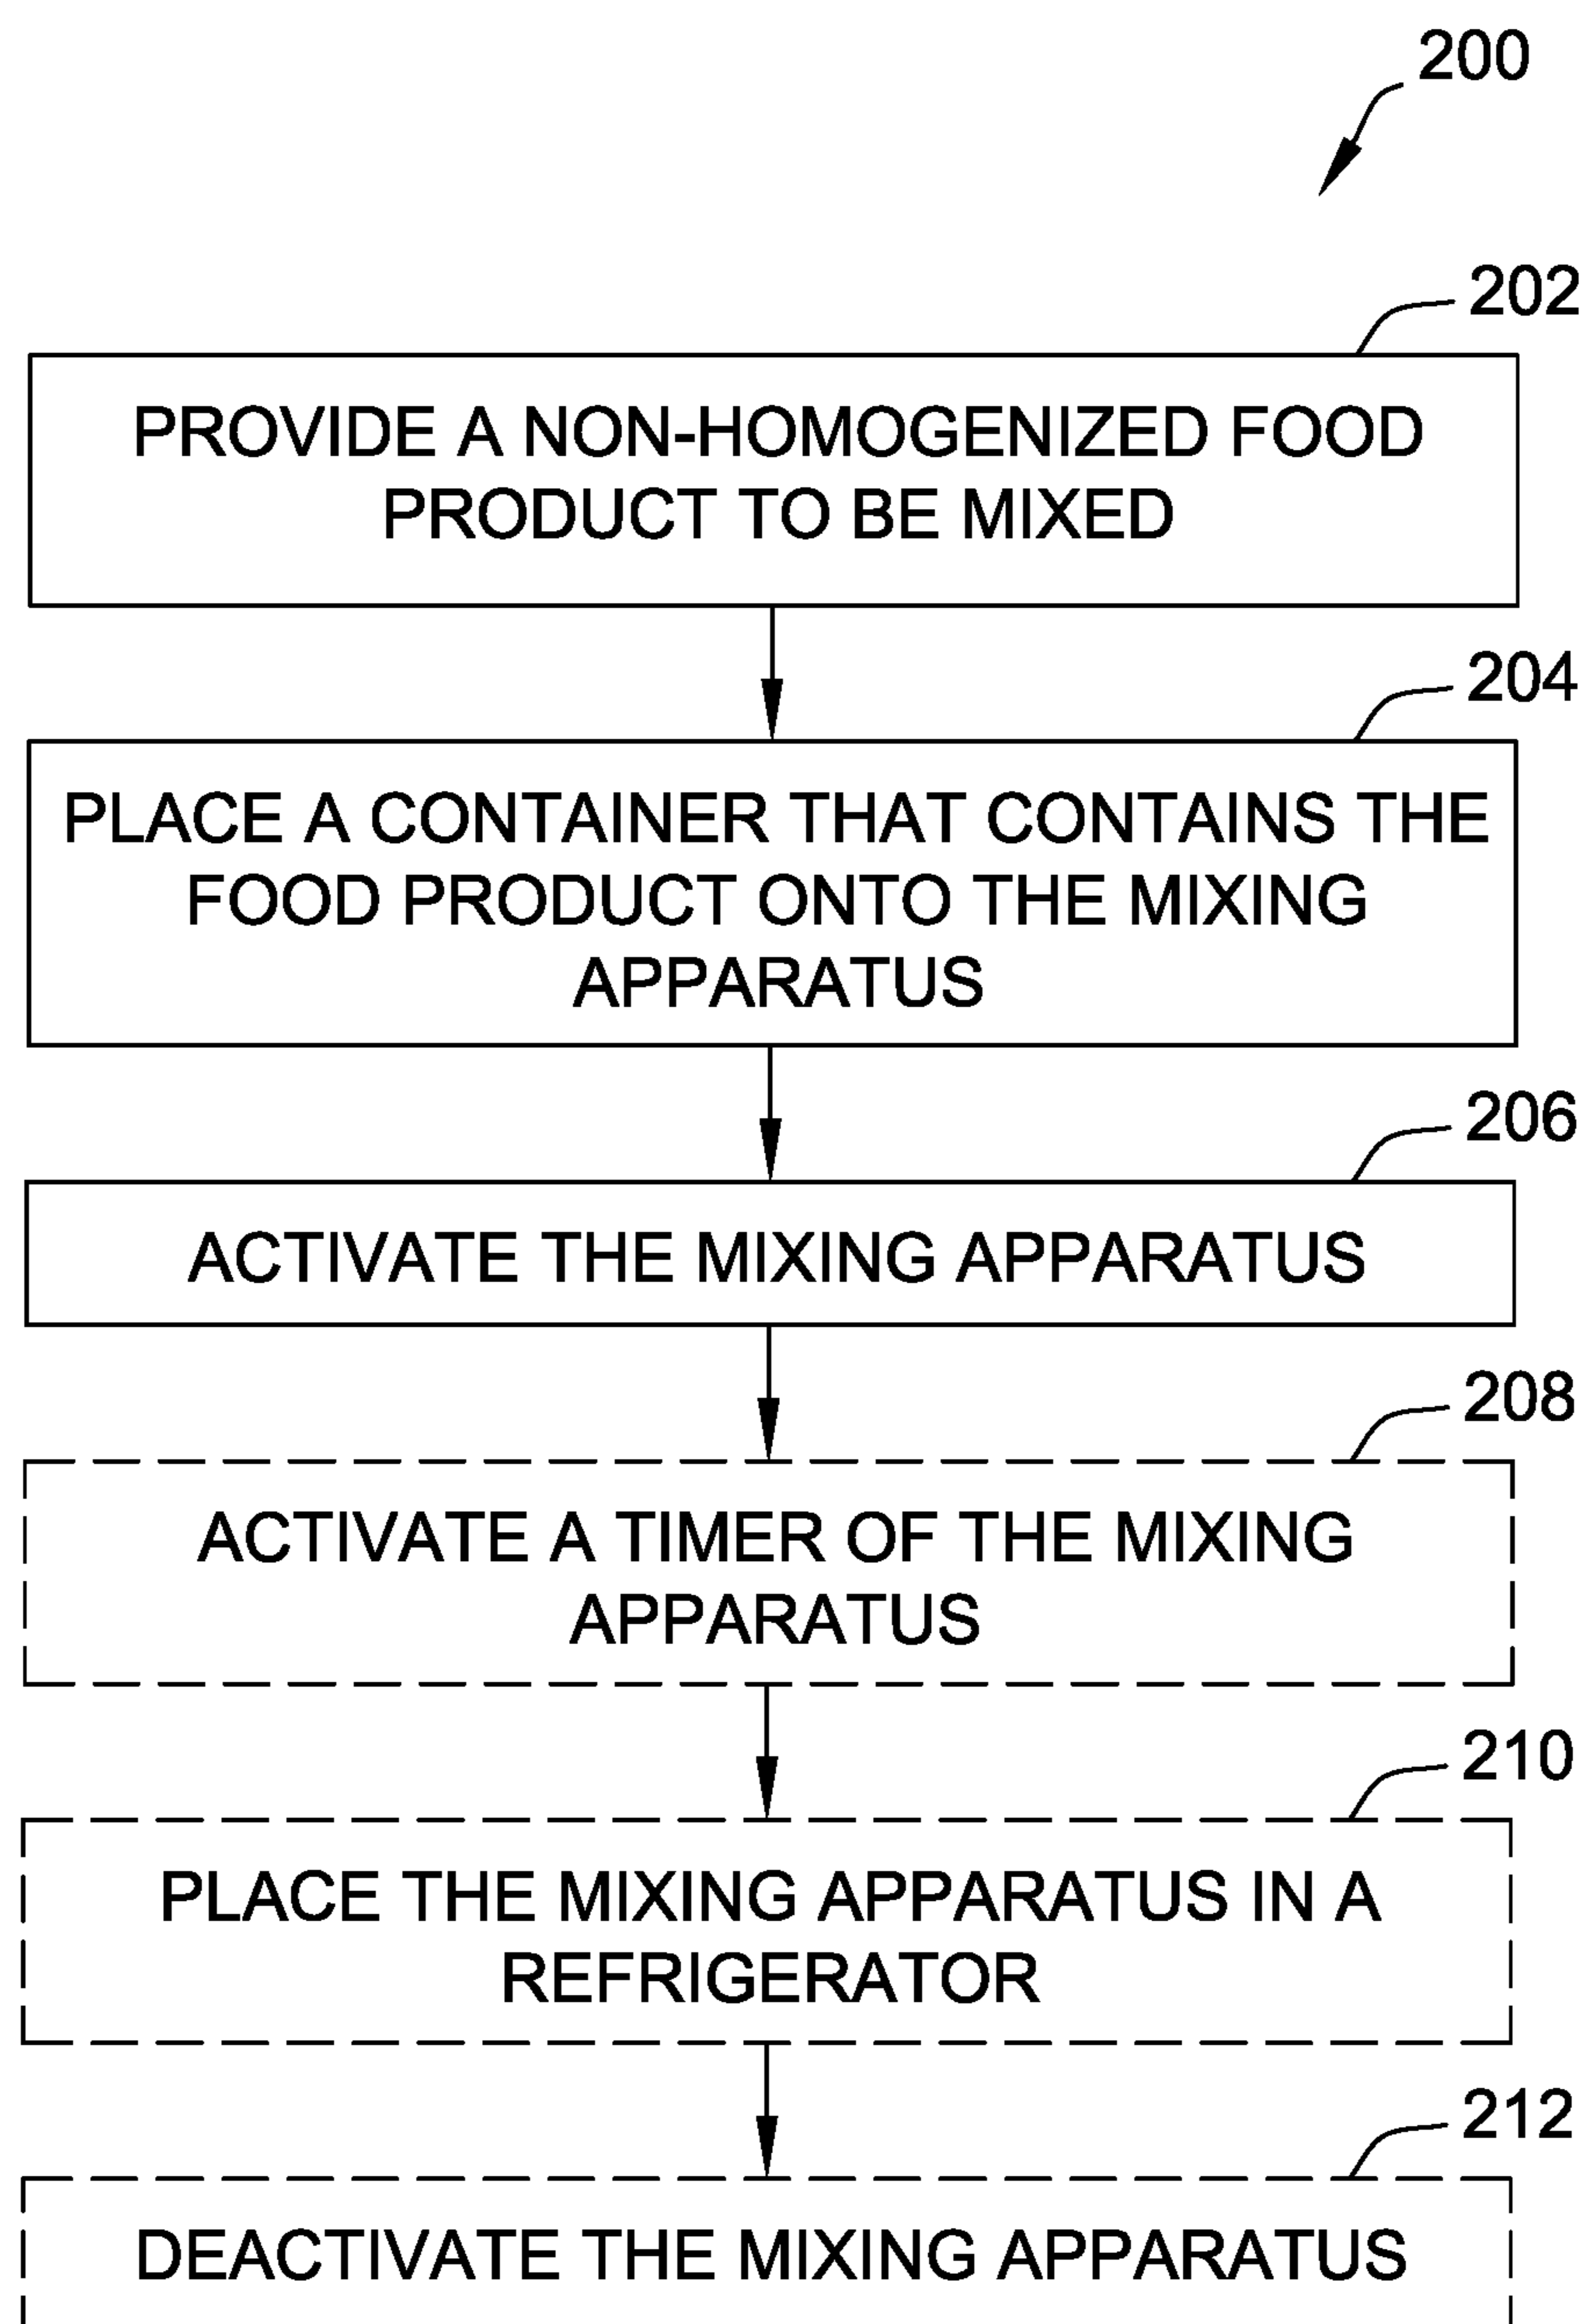 200
202
PROVIDE A NON-HOMOGENIZED FOOD
PRODUCT TO BE MIXED
204
PLACE A CONTAINER THAT CONTAINS THE
FOOD PRODUCT ONTO THE MIXING
APPARATUS
206
ACTIVATE THE MIXING APPARATUS
208
ACTIVATE A TIMER OF THE MIXING
APPARATUS
210
PLACE THE MIXING APPARATUS IN A
REFRIGERATOR
212
DEACTIVATE THE MIXING APPARATUS